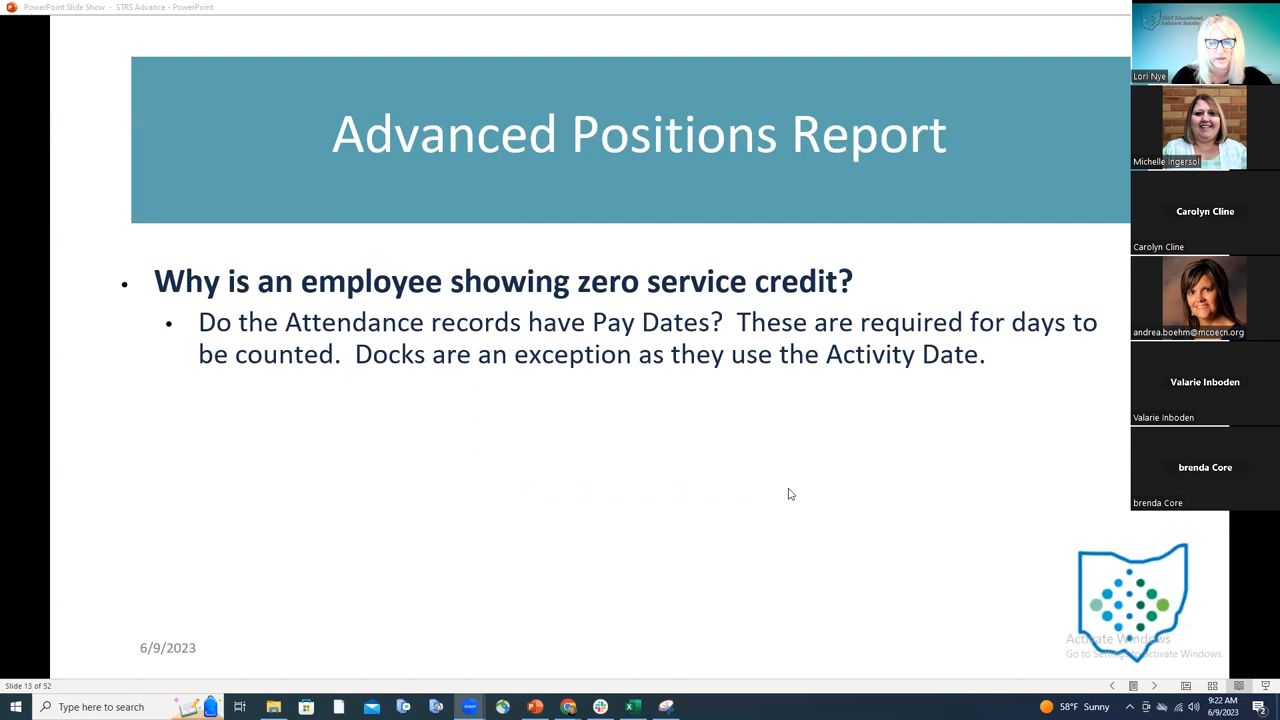 PowerPoint Slide Show - STRS Advance - PowerPoint
Advanced Positions Report
• Why is an employee showing zero service credit?
• Do the Attendance records have Pay Dates? These are required for days to
be counted. Docks are an exception as they use the Activity Date.
6/9/2023
Activate Windows
Go to Settings to Activate Windows.
Lori Nye
Michelle Ingersol
Carolyn Cline
Carolyn Cline
andrea.boehm@mcoecn.org
Valarie Inboden
Valarie Inboden
brenda Core
brenda Core
Slide 13 of 52
Type here to search
58°F Sunny
9:22 AM
6/9/2023
2